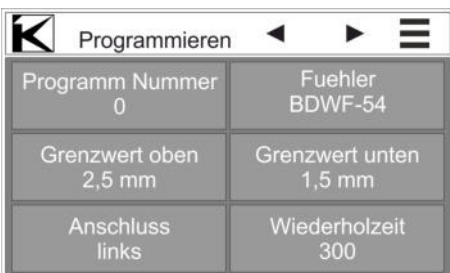 K Programmieren
Programm Nummer
0
Fuehler
BDWF-54
Grenzwert oben
2,5 mm
Grenzwert unten
1,5 mm
Anschluss
links
Wiederholzeit
300